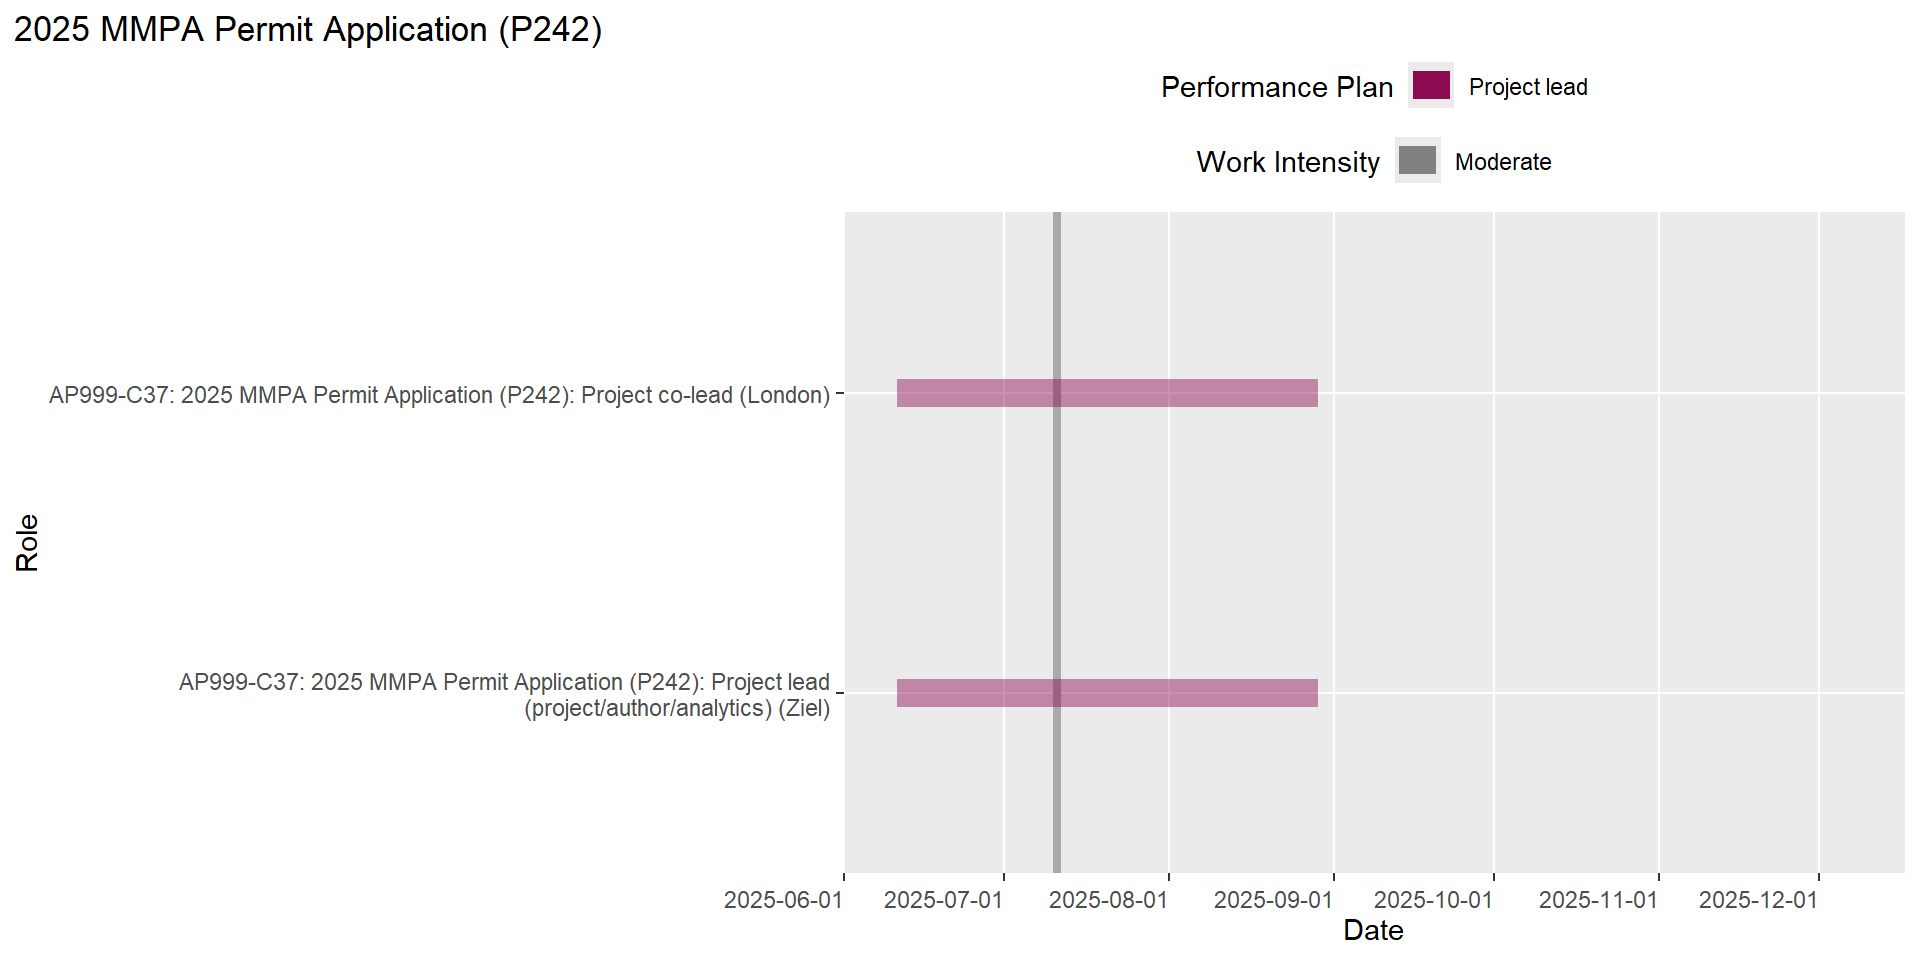 2025 MMPA Permit Application (P242)
Performance Plan
Project lead
Work Intensity
Moderate
Role
AP999-C37: 2025 MMPA Permit Application (P242): Project co-lead (London)
AP999-C37: 2025 MMPA Permit Application (P242): Project lead
(project/author/analytics) (Ziel)
2025-06-01
2025-07-01
2025-08-01
2025-09-01
2025-10-01
2025-11-01
2025-12-01
Date